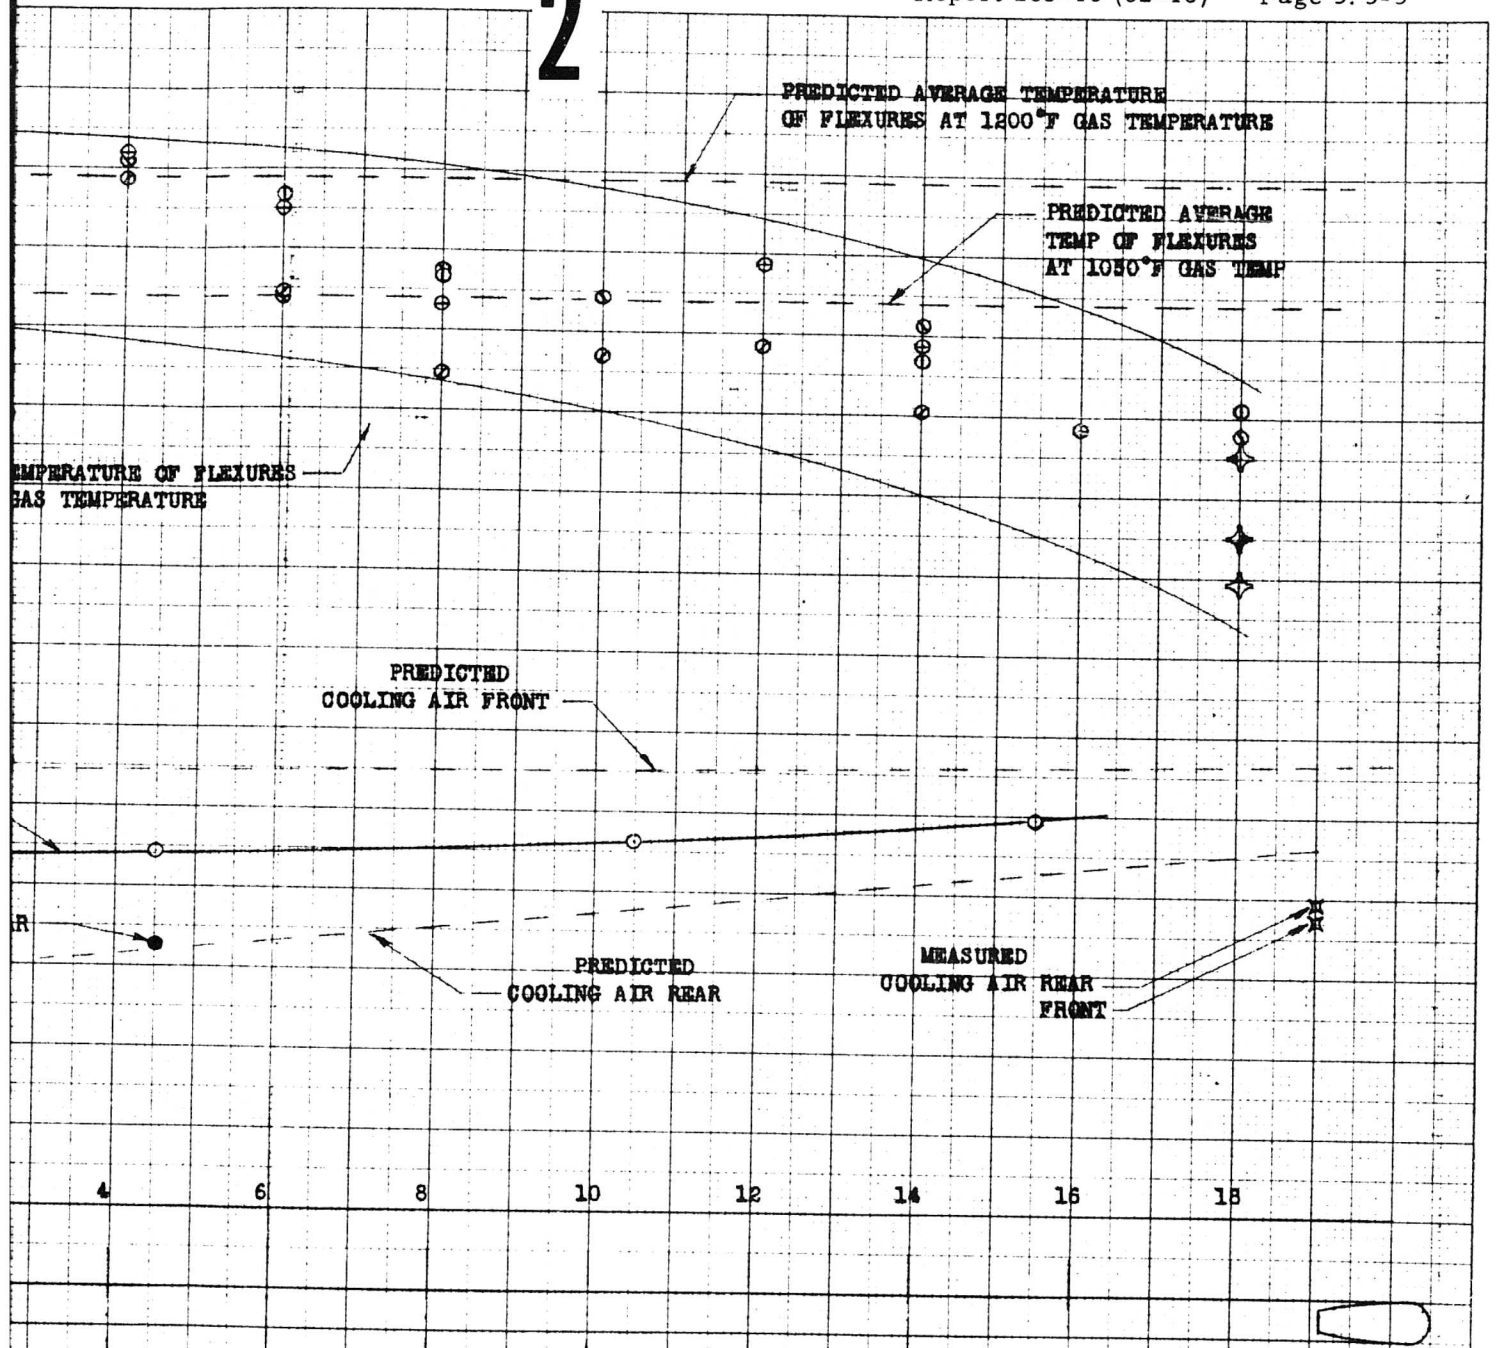 2
PREDICTED AVERAGE TEMPERATURE
OF FLEXURES AT 1200°F GAS TEMPERATURE
PREDICTED AVERAGE
TEMP OF FLEXURES
AT 1050°F GAS TEMP
EMPERATURE OF FLEXURES
GAS TEMPERATURE
PREDICTED
COOLING AIR FRONT
R
PREDICTED
COOLING AIR REAR
MEASURED
COOLING AIR REAR
FRONT
4 6 8 10 12 14 16 18